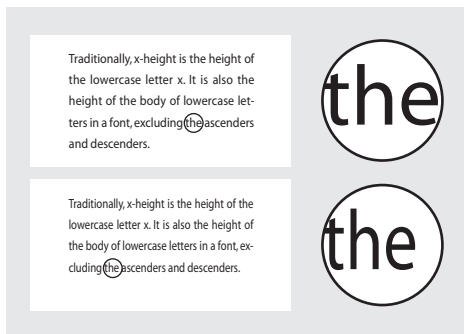 Traditionally, x-height is the height of
the lowercase letter x. It is also the
height of the body of lowercase let-
ters in a font, excluding the ascenders
and descenders.
the
Traditionally, x-height is the height of the
lowercase letter x. It is also the height of
the body of lowercase letters in a font, ex-
cluding the ascenders and descenders.
the